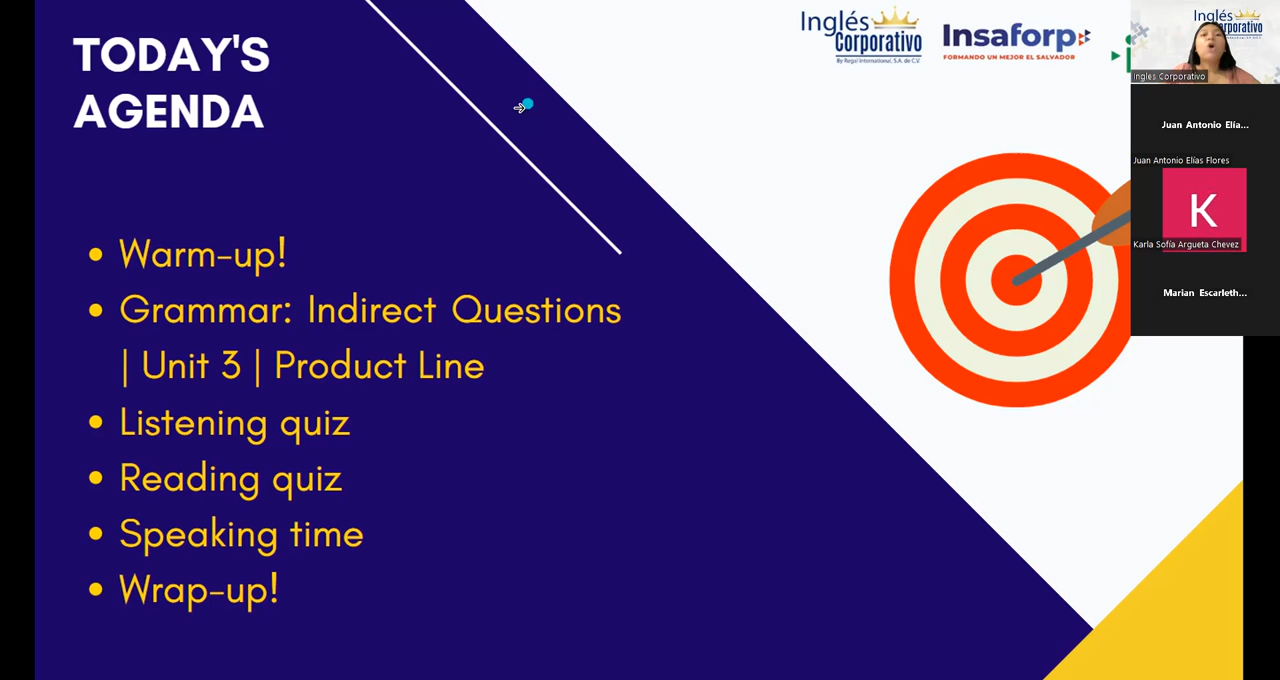 TODAY'S
AGENDA
• Warm-up!
• Grammar: Indirect Questions
| Unit 3 | Product Line
• Listening quiz
• Reading quiz
• Speaking time
• Wrap-up!
Inglés
Corporativo
By Regal International, S.A. de C.V.
Insaforp
FORMANDO UN MEJOR EL SALVADOR
Inglés
Corporativo
Ingles Corporativo
Juan Antonio Elía...
Juan Antonio Elías Flores
K
Karla Sofía Argueta Chevez
Marian Escarleth...